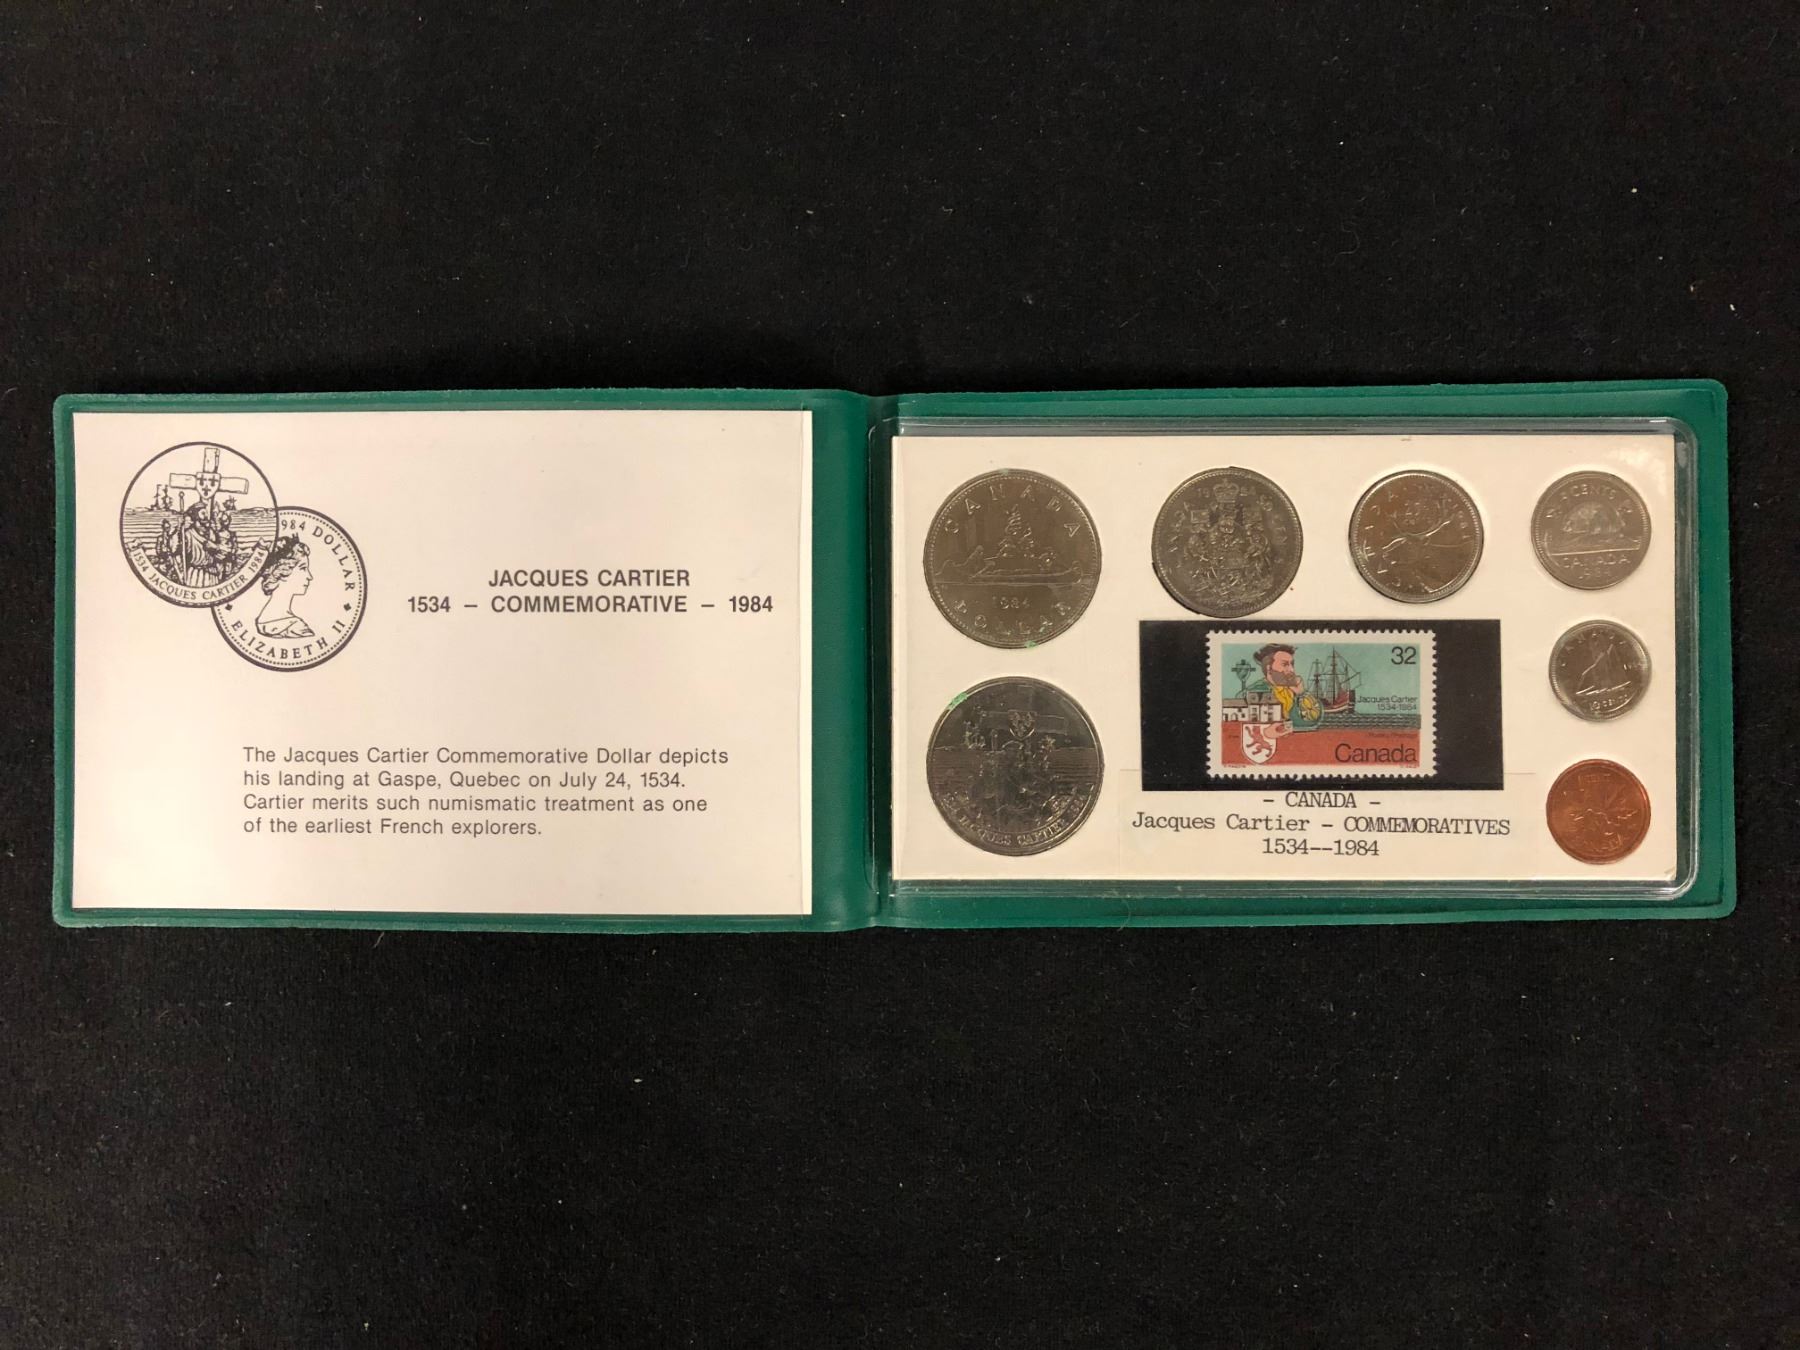 1534 JACQUES CARTIER 1984
1984 DOLLAR
ELIZABETH II
JACQUES CARTIER
1534 – COMMEMORATIVE – 1984
The Jacques Cartier Commemorative Dollar depicts
his landing at Gaspe, Quebec on July 24, 1534.
Cartier merits such numismatic treatment as one
of the earliest French explorers.
CANADA
1984
DOLLAR
JACQUES CARTIER
5 CENTS
CANADA
CANADA
10 CENTS
32
Jacques Cartier
1534·1984
Canada
- CANADA -
Jacques Cartier - COMMEMORATIVES
1534--1984